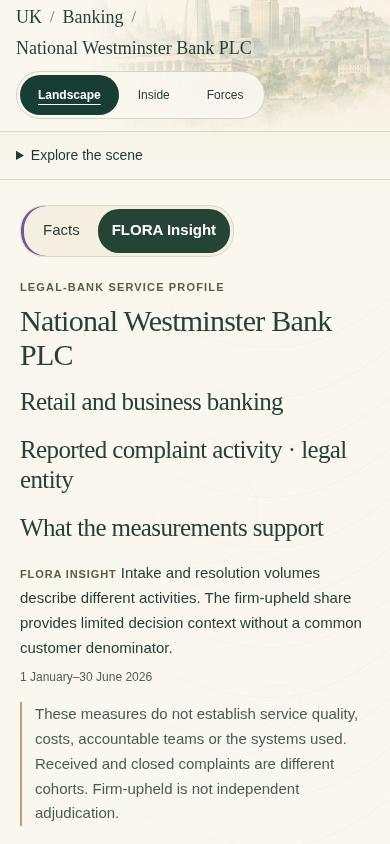 UK / Banking /
National Westminster Bank PLC
Landscape Inside Forces
Explore the scene
Facts FLORA Insight
LEGAL-BANK SERVICE PROFILE
National Westminster Bank
PLC
Retail and business banking
Reported complaint activity · legal
entity
What the measurements support
FLORA INSIGHT Intake and resolution volumes
describe different activities. The firm-upheld share
provides limited decision context without a common
customer denominator.
1 January–30 June 2026
These measures do not establish service quality,
costs, accountable teams or the systems used.
Received and closed complaints are different
cohorts. Firm-upheld is not independent
adjudication.